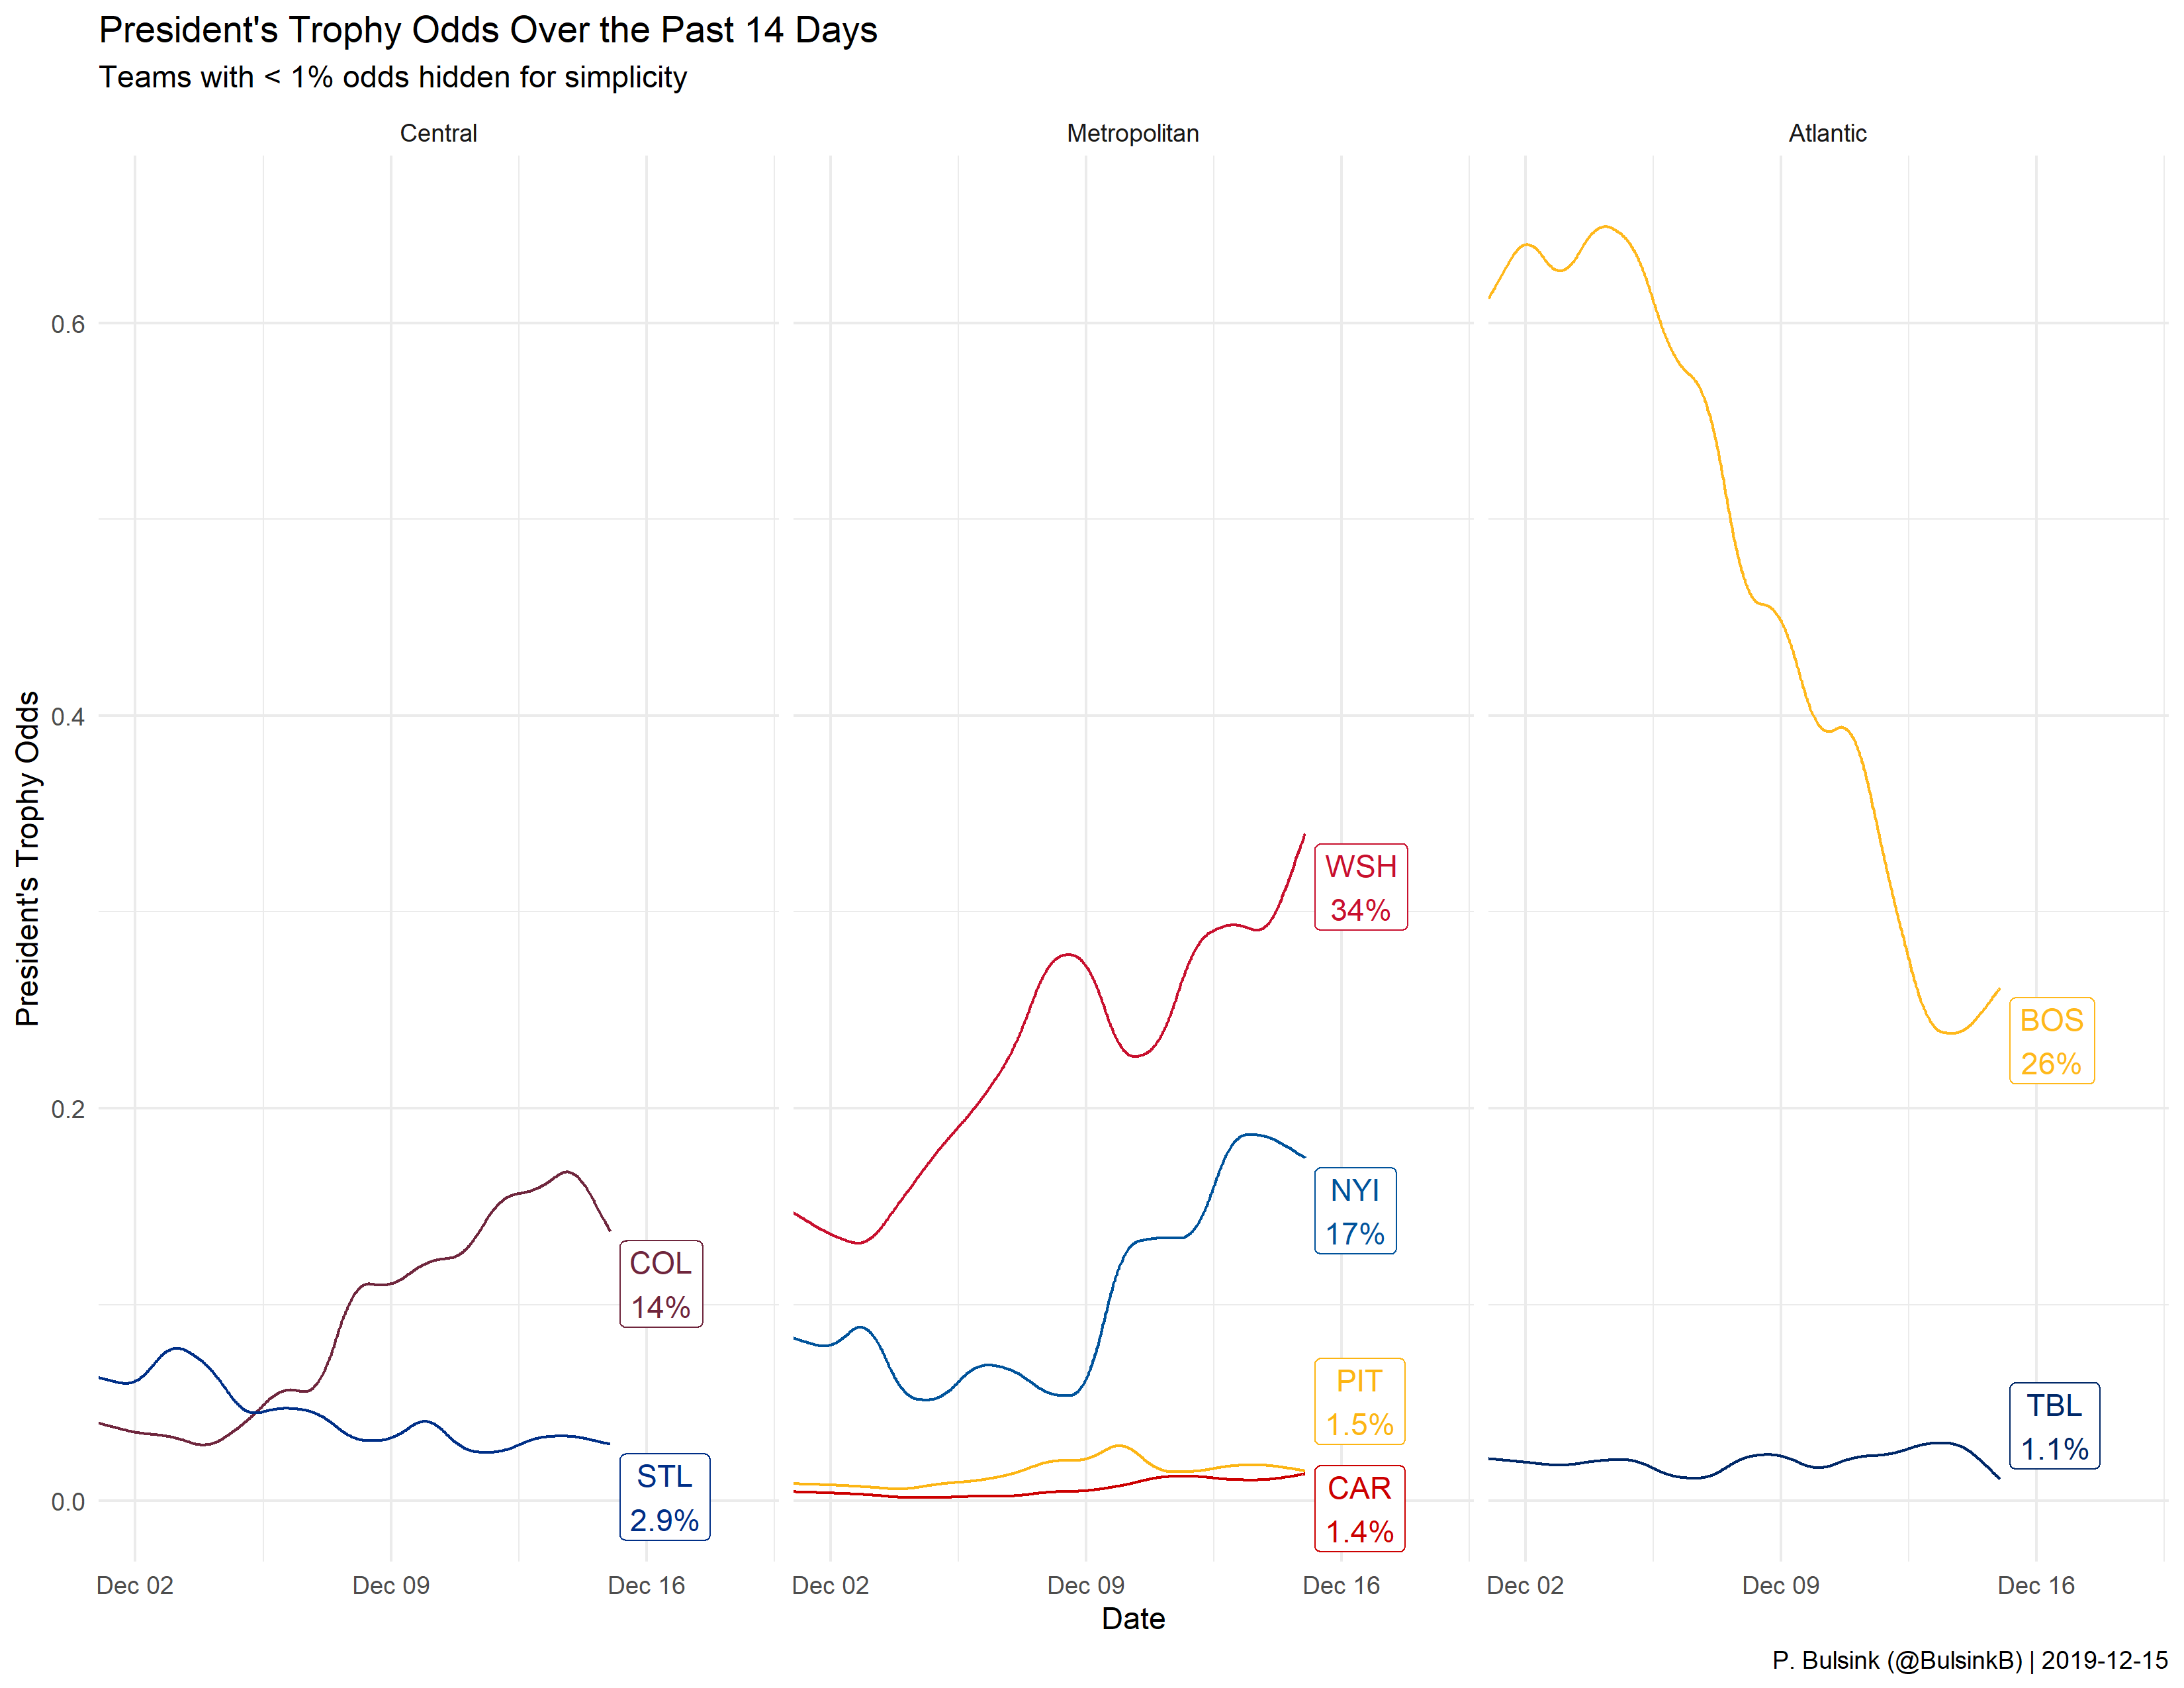 President's Trophy Odds Over the Past 14 Days
Teams with < 1% odds hidden for simplicity
Central
Metropolitan
Atlantic
President's Trophy Odds
0.6
0.4
0.2
0.0
COL
14%
STL
2.9%
WSH
34%
NYI
17%
PIT
1.5%
CAR
1.4%
BOS
26%
TBL
1.1%
Dec 02
Dec 09
Dec 16
Dec 02
Dec 09
Dec 16
Dec 02
Dec 09
Dec 16
Date
P. Bulsink (@BulsinkB) | 2019-12-15